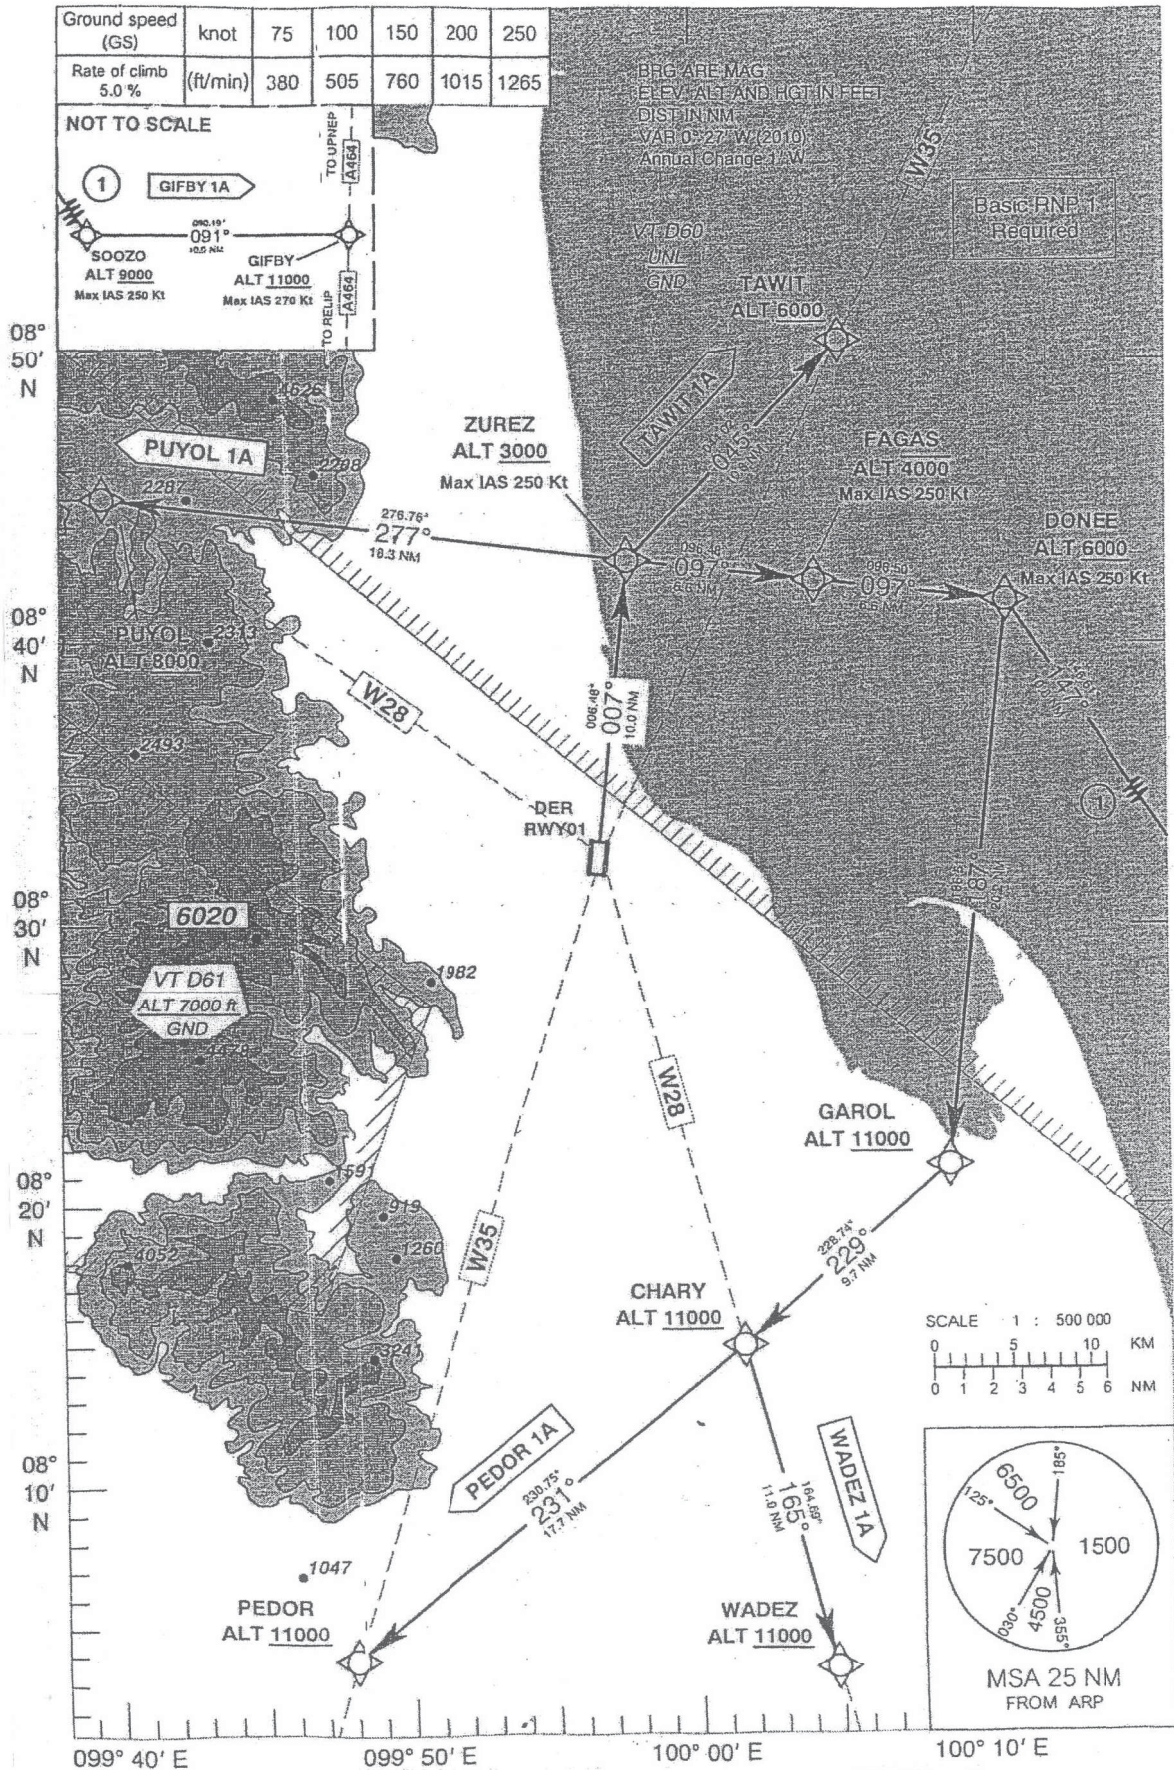 Ground speed (GS) knot 75 100 150 200 250
Rate of climb 5.0 % (ft/min) 380 505 760 1015 1265
NOT TO SCALE
1
GIFBY 1A
TO UPNEP
A464
091°
SOOZO
ALT 9000
Max IAS 250 Kt
GIFBY
ALT 11000
Max IAS 270 Kt
TO RELIP
A464
BRG ARE MAG
ELEV, ALT AND HGT IN FEET
DIST IN NM
VAR 0° 27' W (2010)
Annual Change 1' W
W35
Basic RNP 1
Required
VT D60
UNL
GND
TAWIT
ALT 6000
08°
50'
N
4626
PUYOL 1A
2297
2298
ZUREZ
ALT 3000
Max IAS 250 Kt
TAWIT 1A
045°
FAGAS
ALT 4000
Max IAS 250 Kt
DONEE
ALT 6000
Max IAS 250 Kt
276.76°
277°
18.3 NM
097°
097°
147°
1
08°
40'
N
PUYOL
ALT 8000
2313
W28
006.48°
007°
10.0 NM
2493
DER
RWY01
187°
08°
30'
N
6020
VT D61
ALT 7000 ft
GND
1982
W28
GAROL
ALT 11000
08°
20'
N
1591
919
1260
4052
W35
228.74°
229°
9.7 NM
CHARY
ALT 11000
3241
SCALE 1 : 500 000
0 5 10 KM
0 1 2 3 4 5 6 NM
PEDOR 1A
230.75°
231°
17.7 NM
164.69°
165°
11.0 NM
WADEZ 1A
08°
10'
N
1047
PEDOR
ALT 11000
WADEZ
ALT 11000
6500
125°
185°
7500
1500
030°
4500
355°
MSA 25 NM
FROM ARP
099° 40' E 099° 50' E 100° 00' E 100° 10' E